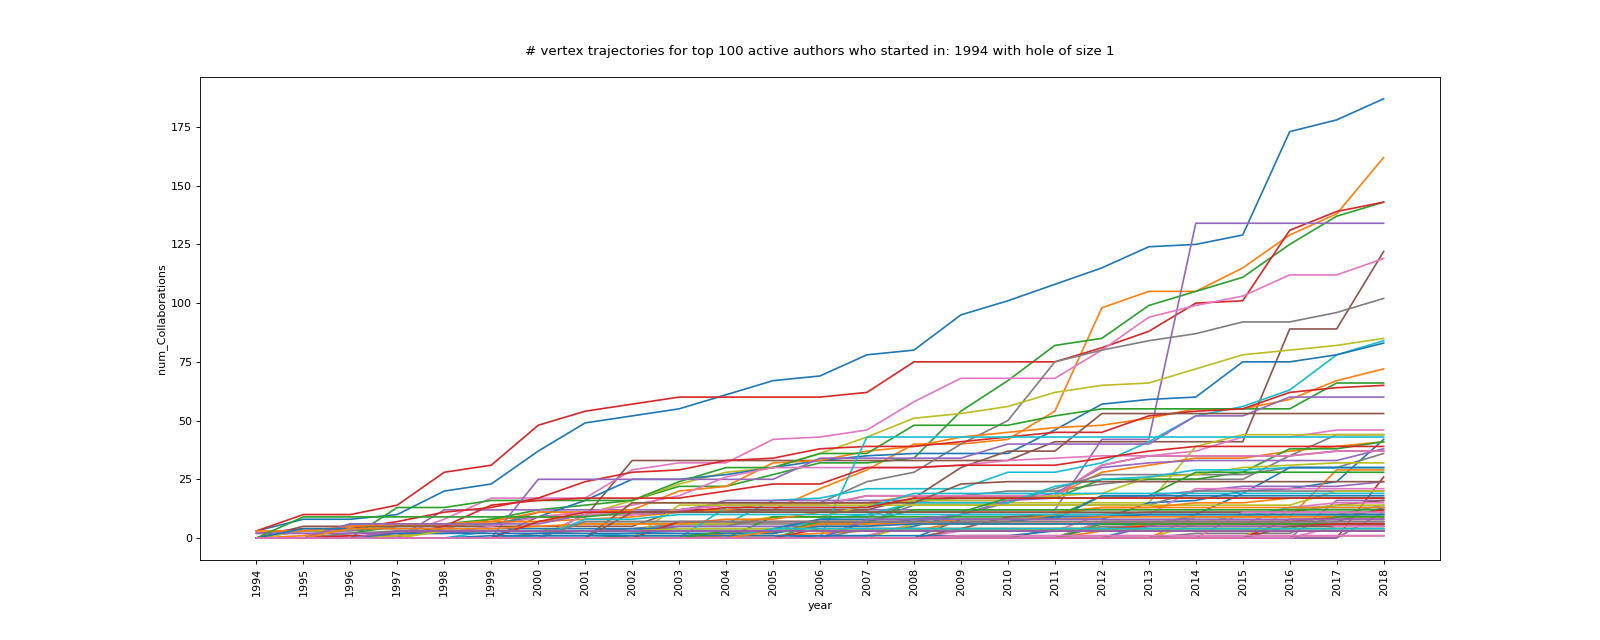 # vertex trajectories for top 100 active authors who started in: 1994 with hole of size 1
num_Collaborations
175
150
125
100
75
50
25
0
1994 1995 1996 1997 1998 1999 2000 2001 2002 2003 2004 2005 2006 2007 2008 2009 2010 2011 2012 2013 2014 2015 2016 2017 2018
year